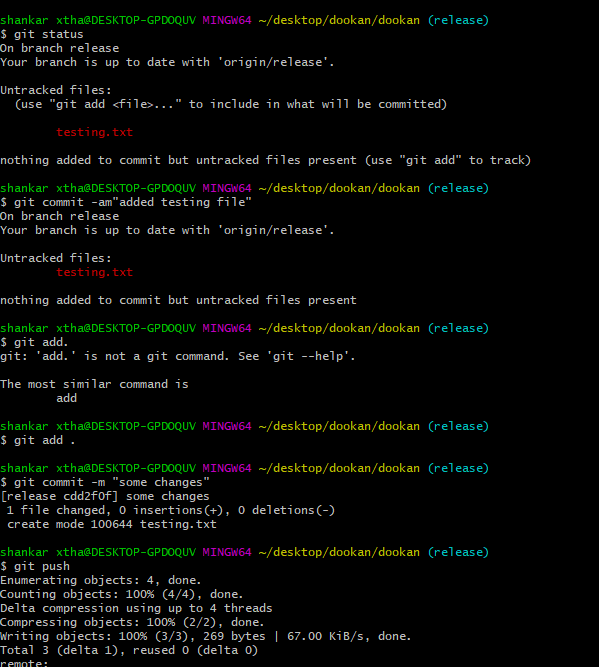 shankar xtha@DESKTOP-GPDOQUV MINGW64 ~/desktop/dookan/dookan (release)
$ git status
On branch release
Your branch is up to date with 'origin/release'.
Untracked files:
(use "git add <file>..." to include in what will be committed)
testing.txt
nothing added to commit but untracked files present (use "git add" to track)
shankar xtha@DESKTOP-GPDOQUV MINGW64 ~/desktop/dookan/dookan (release)
$ git commit -am"added testing file"
On branch release
Your branch is up to date with 'origin/release'.
Untracked files:
testing.txt
nothing added to commit but untracked files present
shankar xtha@DESKTOP-GPDOQUV MINGW64 ~/desktop/dookan/dookan (release)
$ git add.
git: 'add.' is not a git command. See 'git --help'.
The most similar command is
add
shankar xtha@DESKTOP-GPDOQUV MINGW64 ~/desktop/dookan/dookan (release)
$ git add .
shankar xtha@DESKTOP-GPDOQUV MINGW64 ~/desktop/dookan/dookan (release)
$ git commit -m "some changes"
[release cdd2f0f] some changes
1 file changed, 0 insertions(+), 0 deletions(-)
create mode 100644 testing.txt
shankar xtha@DESKTOP-GPDOQUV MINGW64 ~/desktop/dookan/dookan (release)
$ git push
Enumerating objects: 4, done.
Counting objects: 100% (4/4), done.
Delta compression using up to 4 threads
Compressing objects: 100% (2/2), done.
Writing objects: 100% (3/3), 269 bytes | 67.00 KiB/s, done.
Total 3 (delta 1), reused 0 (delta 0)
remote: